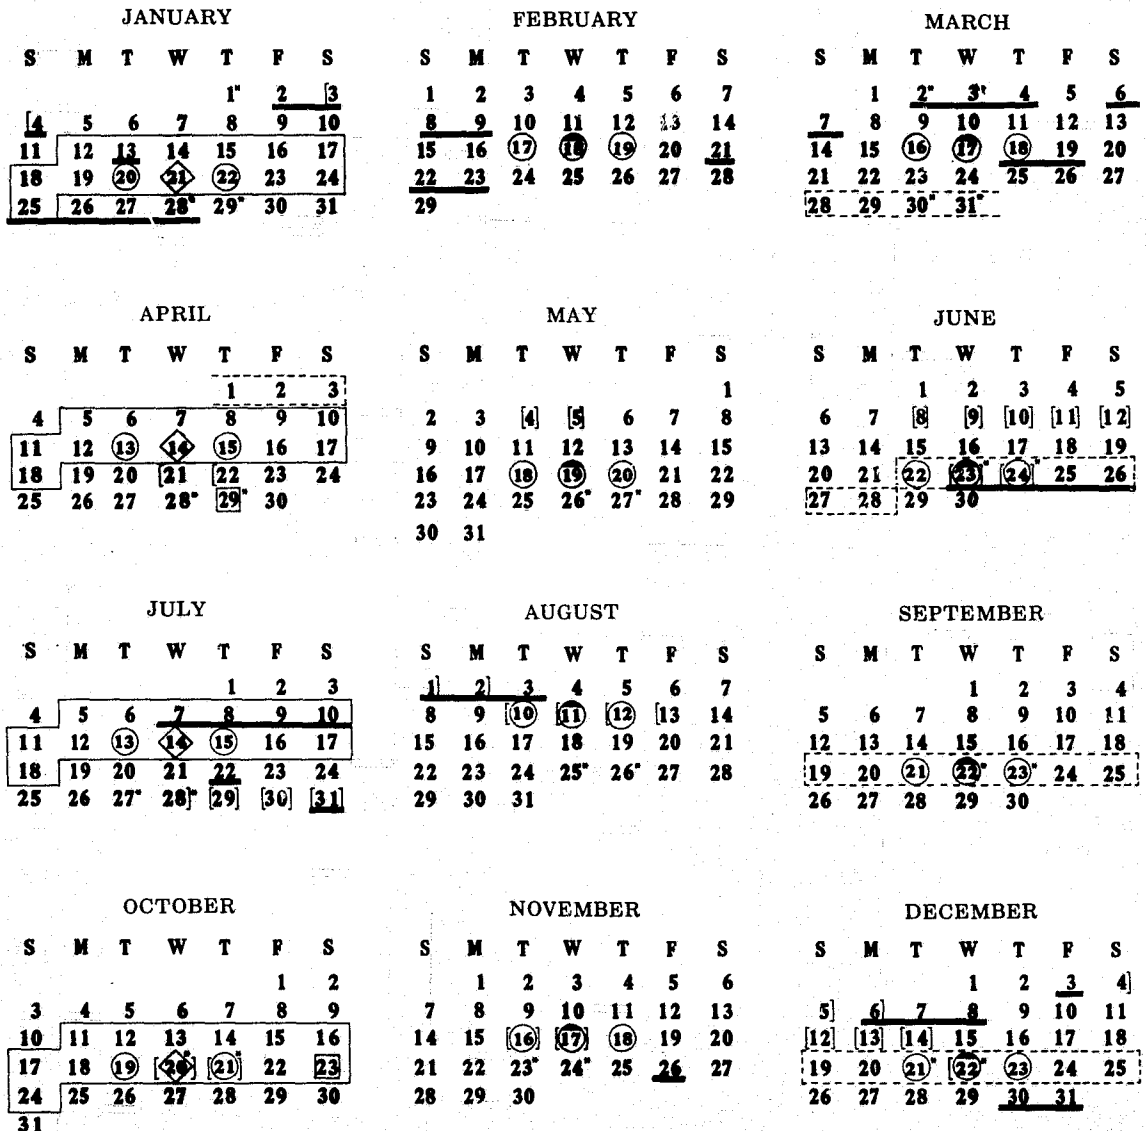 JANUARY FEBRUARY MARCH
S M T W T F S S M T W T F S S M T W T F S
1* 2 [3 1 2 3 4 5 6 7 1 2* 3*† 4 5 6
[4 5 6 7 8 9 10 8 9 10 11 12 13 14 7 8 9 10 11 12 13
11 12 13 14 15 16 17 15 16 17 18 19 20 21 14 15 16 17 18 19 20
18 19 20 21 22 23 24 22 23 24 25 26 27 28 21 22 23 24 25 26 27
25 26 27 28* 29* 30 31 29 28 29 30* 31*
APRIL MAY JUNE
S M T W T F S S M T W T F S S M T W T F S
1 2 3 1 1 2 3 4 5
4 5 6 7 8 9 10 2 3 [4] [5] 6 7 8 6 7 [8] [9] [10] [11] [12]
11 12 13 14 15 16 17 9 10 11 12 13 14 15 13 14 15 16 17 18 19
18 19 20 [21 [22 23 24 16 17 18 19 20 21 22 20 21 22 [23]* [24]* 25 26
25 26 27 28* [29]* 30 23 24 25 26* 27* 28 29 27 28 29 30
30 31
JULY AUGUST SEPTEMBER
S M T W T F S S M T W T F S S M T W T F S
1 2 3 1] 2] 3 4 5 6 7 1 2 3 4
4 5 6 7 8 9 10 8 9 [10 [11] [12] [13 14 5 6 7 8 9 10 11
11 12 13 14 15 16 17 15 16 17 18 19 20 21 12 13 14 15 16 17 18
18 19 20 21 22 23 24 22 23 24 25* 26* 27 28 19 20 21 22* 23* 24 25
25 26 27* 28]* [29] [30] [31] 29 30 31 26 27 28 29 30
OCTOBER NOVEMBER DECEMBER
S M T W T F S S M T W T F S S M T W T F S
1 2 1 2 3 4 5 6 1 2 3 4]
3 4 5 6 7 8 9 7 8 9 10 11 12 13 5] 6] 7 8 9 10 11
10 11 12 13 14 15 16 14 15 [16] [17] 18 19 20 [12] [13] [14] 15 16 17 18
17 18 19 [20]* [21]* 22 23 21 22 23* 24* 25 26 27 19 20 21* [22]* 23 24 25
24 25 26 27 28 29 30 28 29 30 26 27 28 29 30 31
31